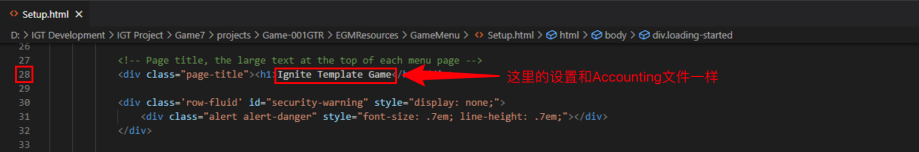 Setup.html ×
D: > IGT Development > IGT Project > Game7 > projects > Game-001GTR > EGMResources > GameMenu > Setup.html > html > body > div.loading-started
26
27 <!-- Page title, the large text at the top of each menu page -->
28 <div class="page-title"><h1>Ignite Template Game</ 这里的设置和Accounting文件一样
29
30 <div class='row-fluid' id="security-warning" style="display: none;">
31 <div class="alert alert-danger" style="font-size: .7em; line-height: .7em;"></div>
32 </div>
33